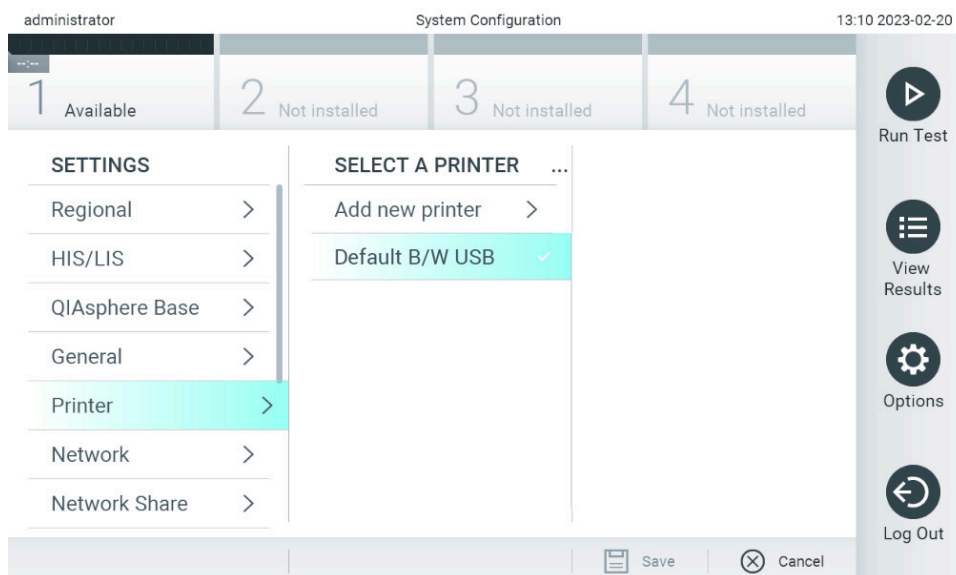 administrator
System Configuration
13:10 2023-02-20
--:--
1 Available
2 Not installed
3 Not installed
4 Not installed
Run Test
View
Results
Options
Log Out
SETTINGS
Regional
HIS/LIS
QIAsphere Base
General
Printer
Network
Network Share
SELECT A PRINTER ...
Add new printer
Default B/W USB
Save
Cancel